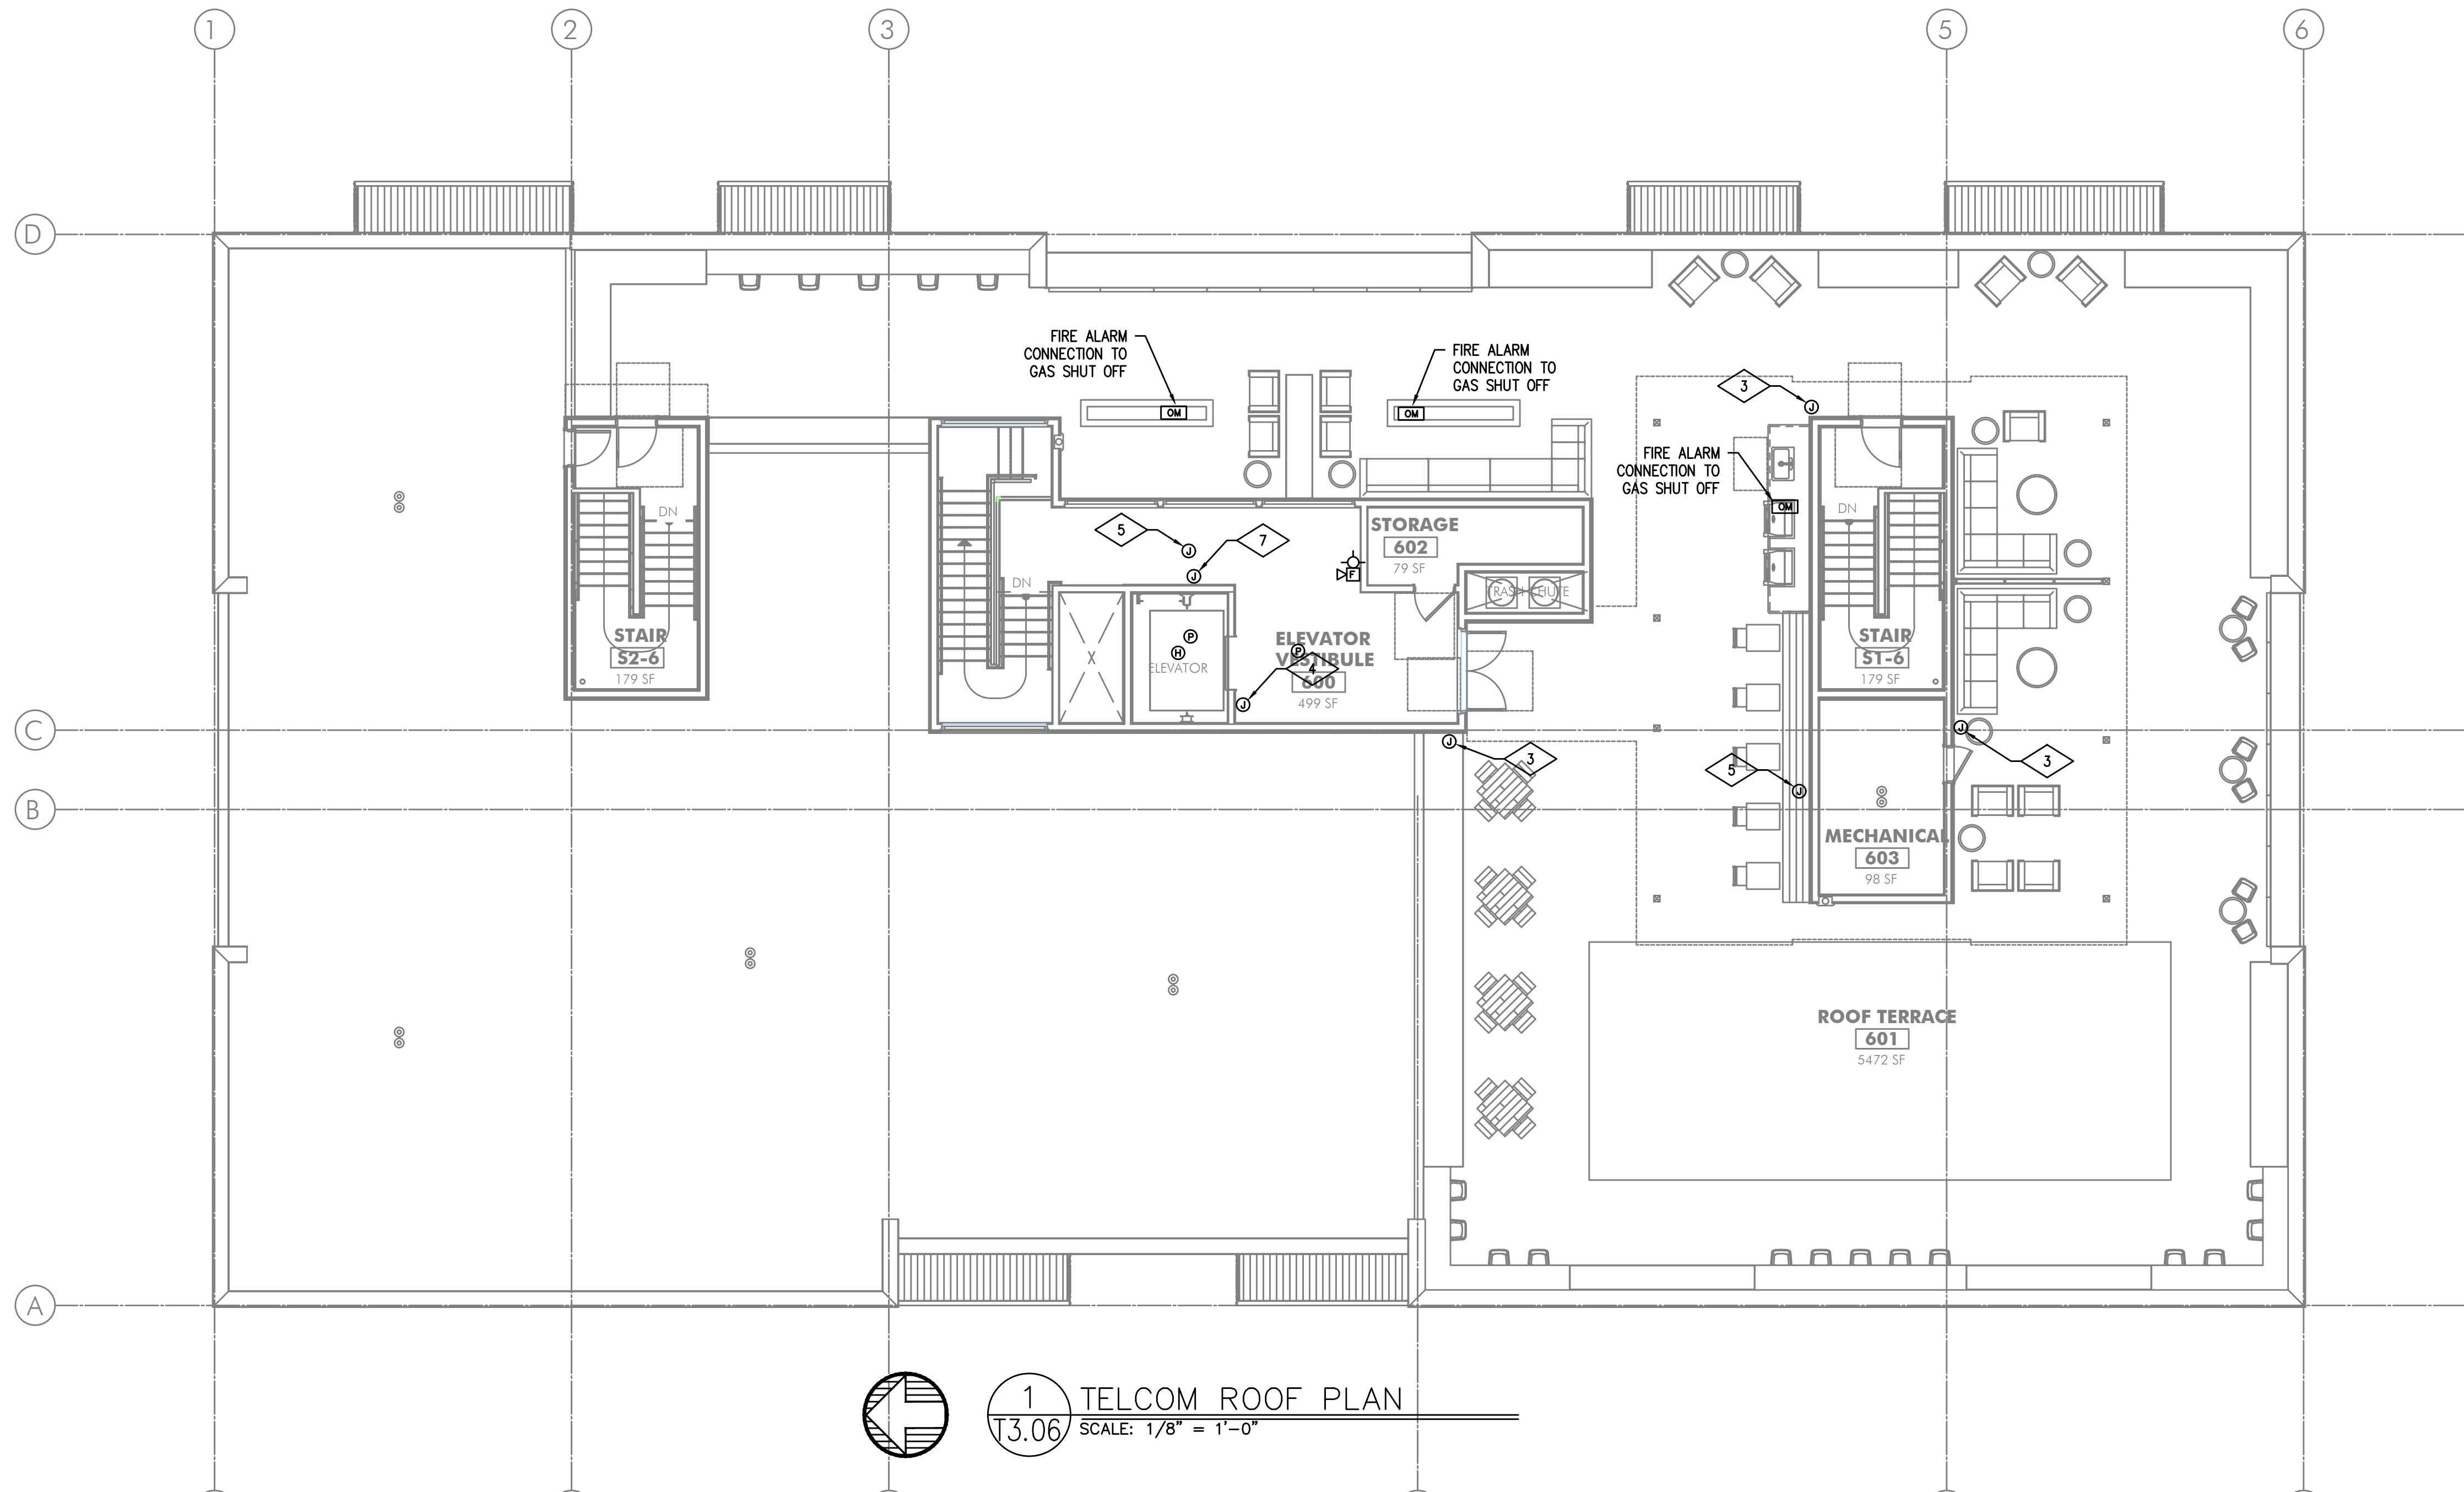 1
2
3
5
6
D
FIRE ALARM
CONNECTION TO
GAS SHUT OFF
OM
FIRE ALARM
CONNECTION TO
GAS SHUT OFF
OM
3
J
FIRE ALARM
CONNECTION TO
GAS SHUT OFF
OM
DN
STAIR
S2-6
179 SF
5
J
7
J
DN
X
P
H
ELEVATOR
STORAGE
602
79 SF
F
TRASH CHUTE
ELEVATOR
VESTIBULE
600
499 SF
P
4
J
DN
STAIR
S1-6
179 SF
C
J
3
J
3
5
J
B
MECHANICAL
603
98 SF
ROOF TERRACE
601
5472 SF
A
1
T3.06
TELCOM ROOF PLAN
SCALE: 1/8" = 1'-0"